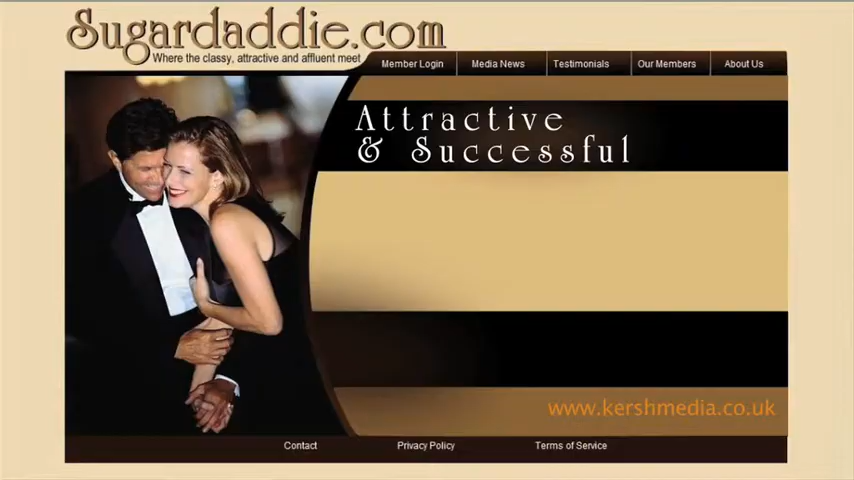 Sugardaddie.com
Where the classy, attractive and affluent meet
Member Login
Media News
Testimonials
Our Members
About Us
Attractive
& Successful
www.kershmedia.co.uk
Contact
Privacy Policy
Terms of Service